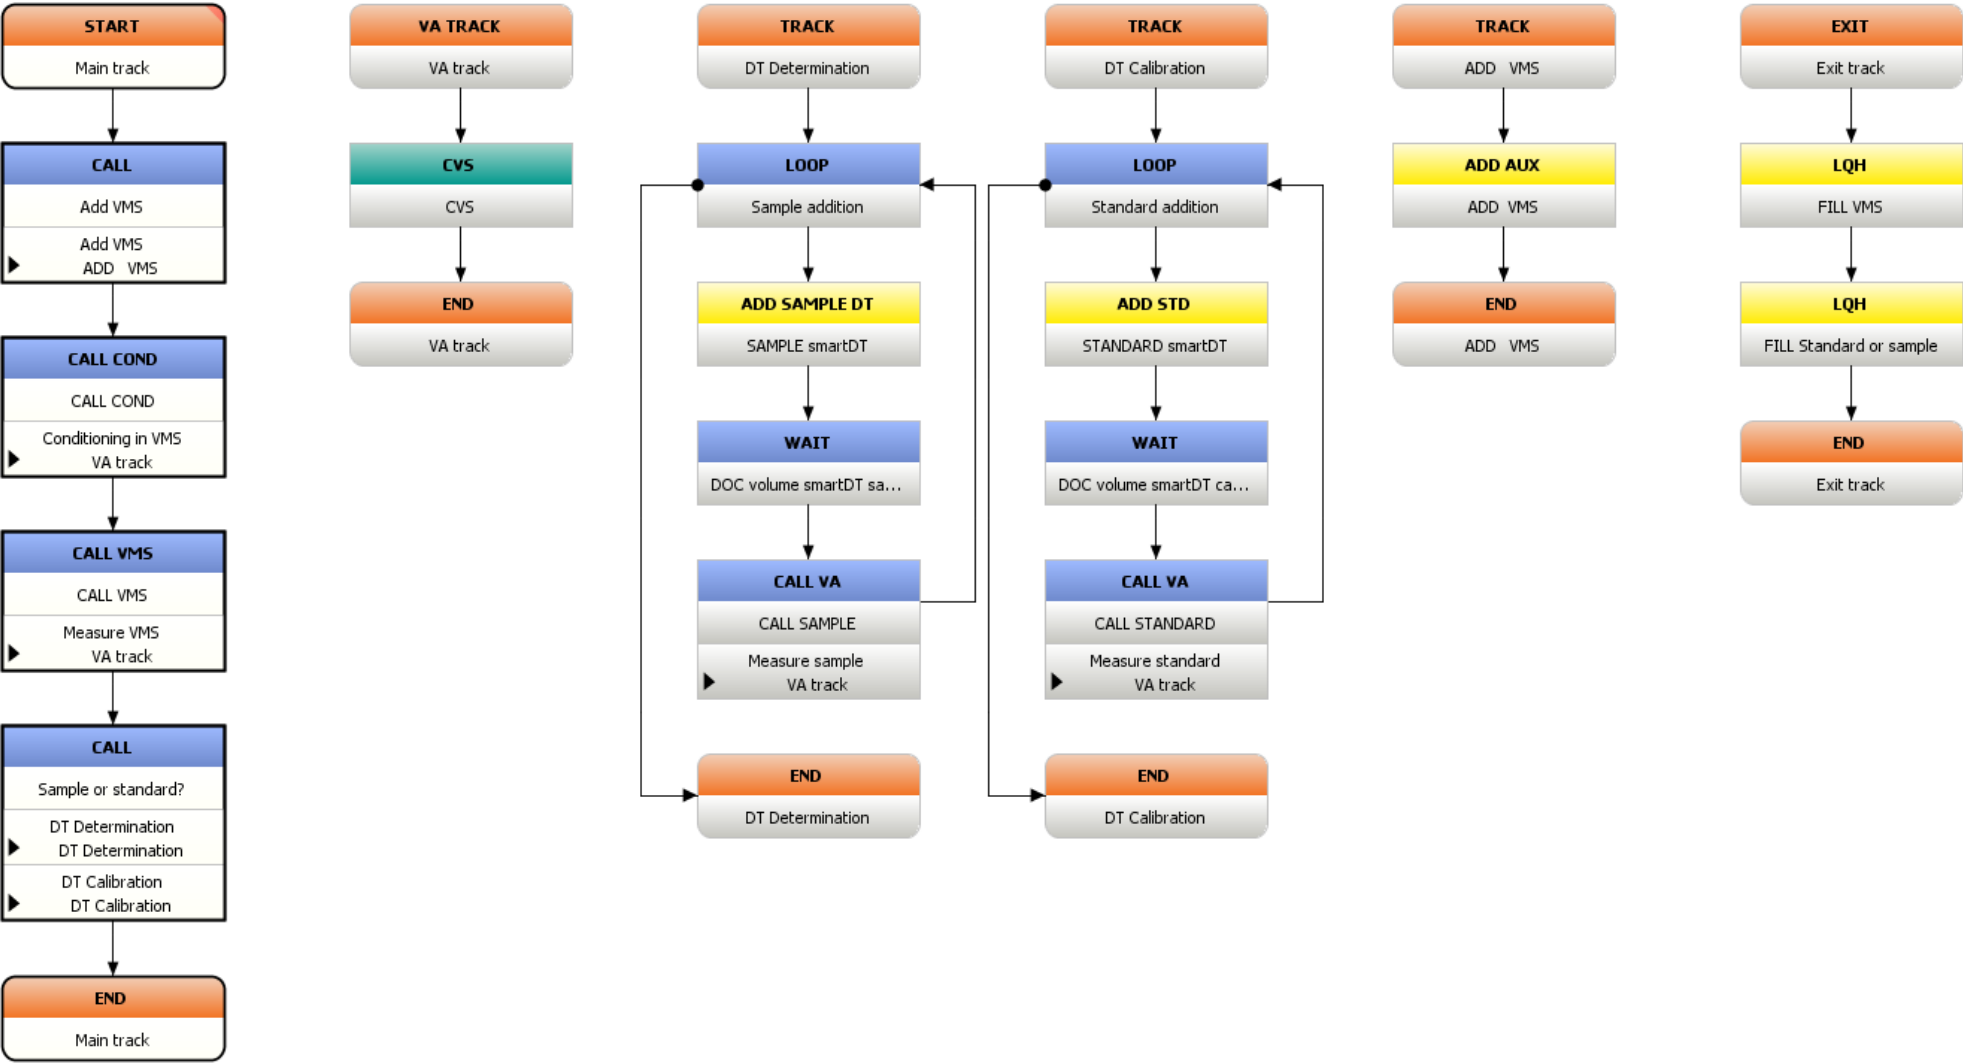 START
Main track
CALL
Add VMS
Add VMS
ADD VMS
CALL COND
CALL COND
Conditioning in VMS
VA track
CALL VMS
CALL VMS
Measure VMS
VA track
CALL
Sample or standard?
DT Determination
DT Determination
DT Calibration
DT Calibration
END
Main track
VA TRACK
VA track
CVS
CVS
END
VA track
TRACK
DT Determination
LOOP
Sample addition
ADD SAMPLE DT
SAMPLE smartDT
WAIT
DOC volume smartDT sa...
CALL VA
CALL SAMPLE
Measure sample
VA track
END
DT Determination
TRACK
DT Calibration
LOOP
Standard addition
ADD STD
STANDARD smartDT
WAIT
DOC volume smartDT ca...
CALL VA
CALL STANDARD
Measure standard
VA track
END
DT Calibration
TRACK
ADD VMS
ADD AUX
ADD VMS
END
ADD VMS
EXIT
Exit track
LQH
FILL VMS
LQH
FILL Standard or sample
END
Exit track